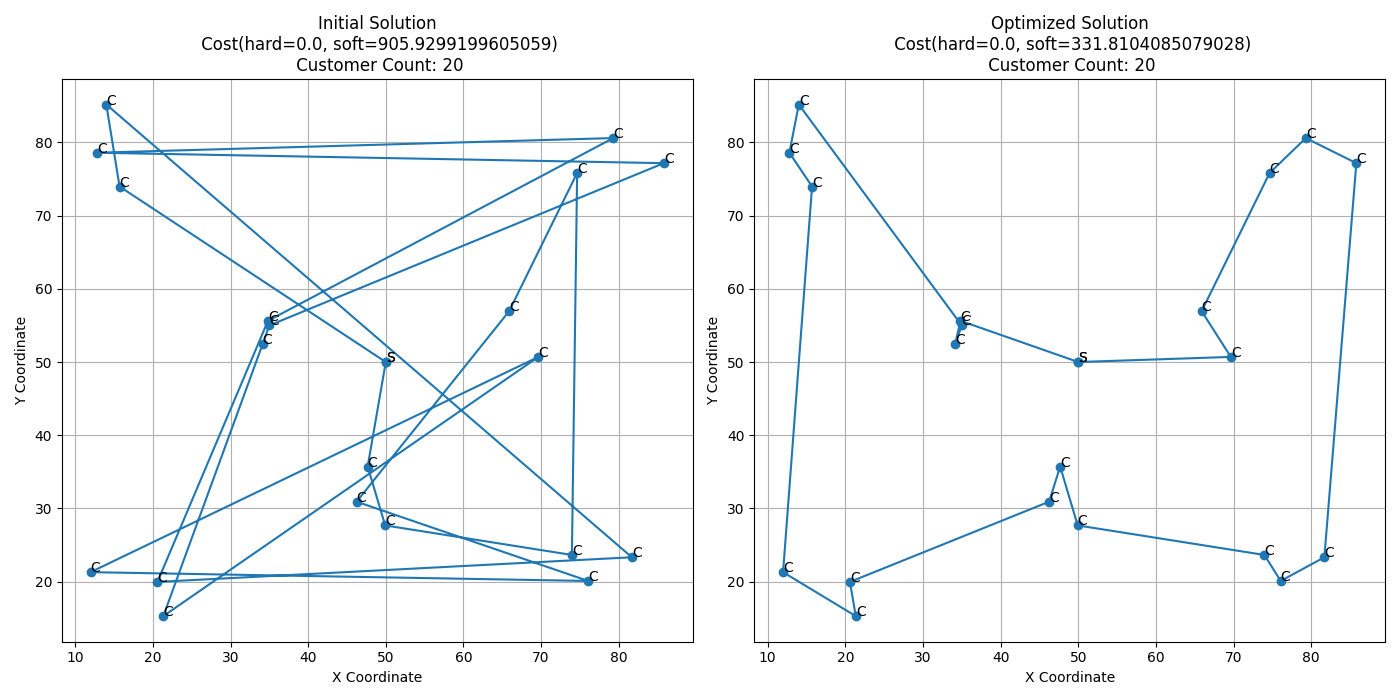 Initial Solution
Cost(hard=0.0, soft=905.9299199605059)
Customer Count: 20
Y Coordinate
80
70
60
50
40
30
20
C
C
C
C
C
C
C
C
C
C
S
C
C
C
C
C
C
C
C
C
C
10 20 30 40 50 60 70 80
X Coordinate
Optimized Solution
Cost(hard=0.0, soft=331.8104085079028)
Customer Count: 20
Y Coordinate
80
70
60
50
40
30
20
C
C
C
C
C
C
C
C
C
C
S
C
C
C
C
C
C
C
C
C
C
10 20 30 40 50 60 70 80
X Coordinate